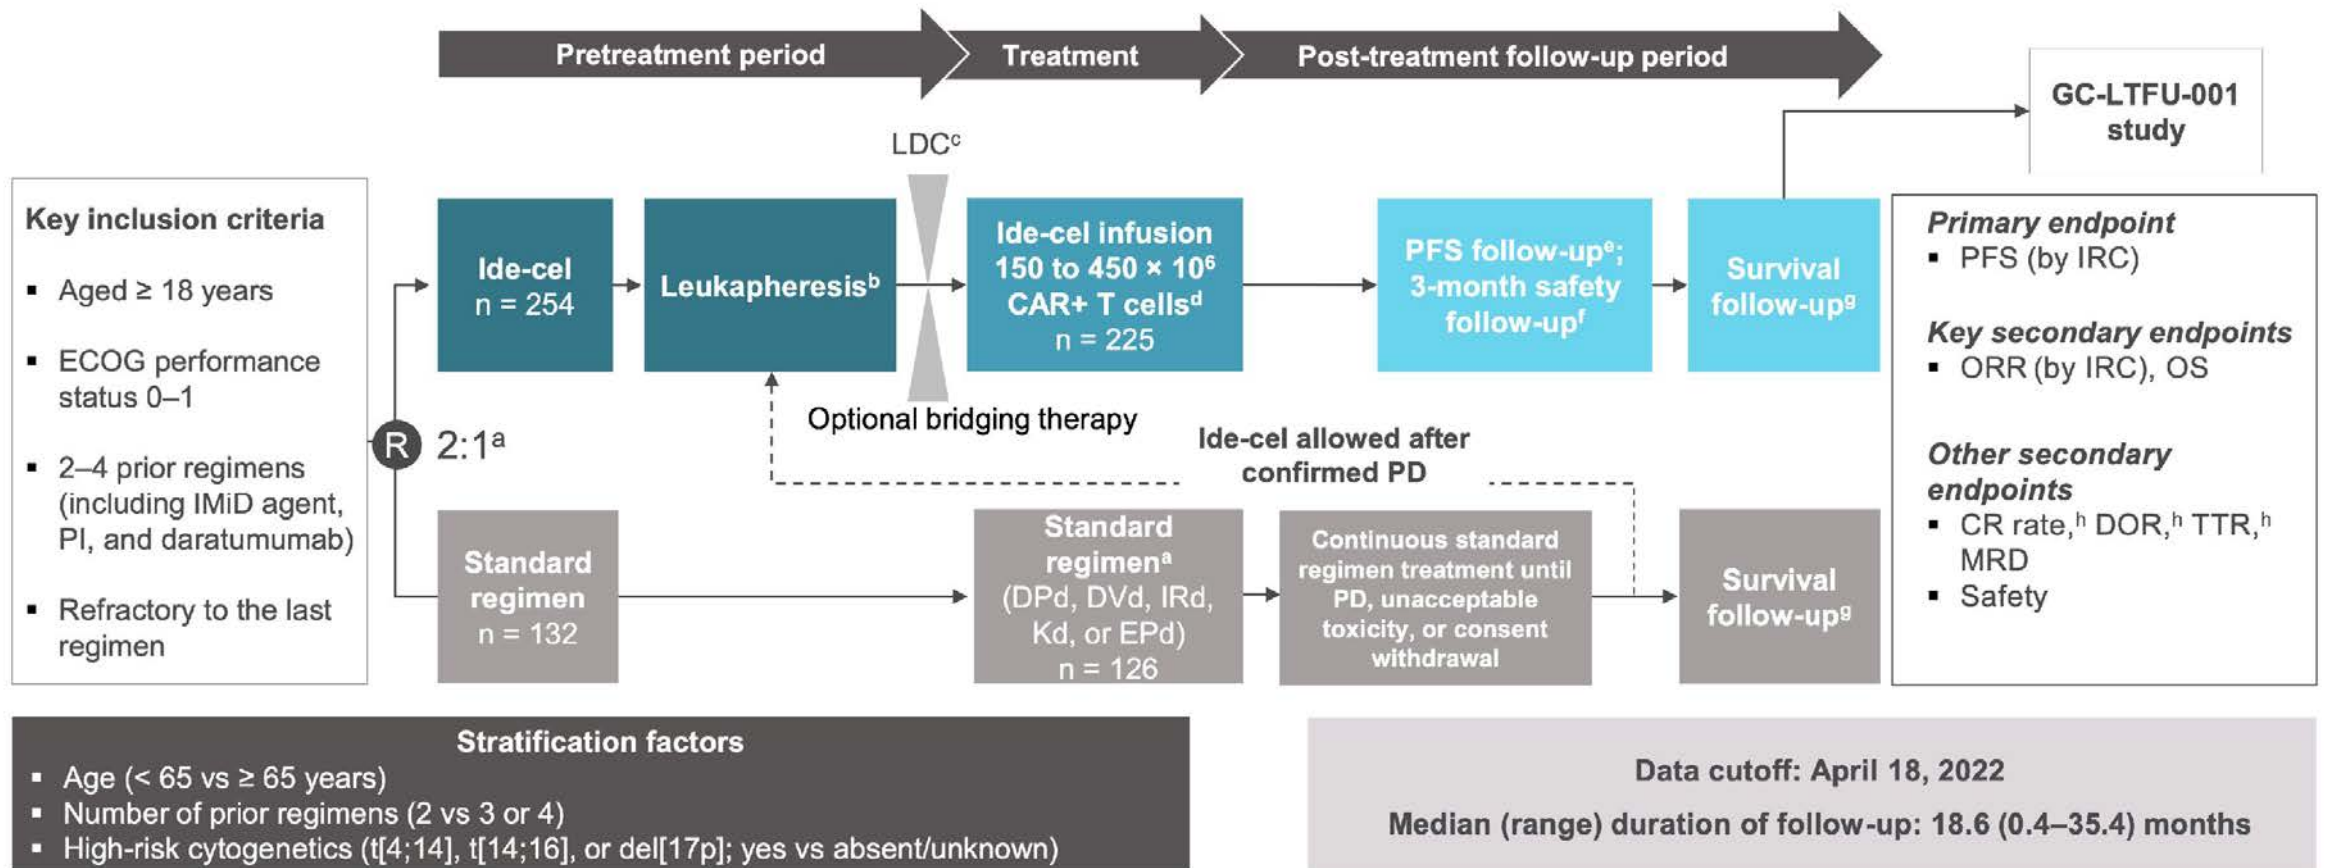 Pretreatment period
Treatment
Post-treatment follow-up period
GC-LTFU-001
study
LDCᶜ
Key inclusion criteria
▪ Aged ≥ 18 years
▪ ECOG performance
status 0–1
▪ 2–4 prior regimens
(including IMiD agent,
PI, and daratumumab)
▪ Refractory to the last
regimen
R 2:1ᵃ
Ide-cel
n = 254
Leukapheresisᵇ
Ide-cel infusion
150 to 450 × 10⁶
CAR+ T cellsᵈ
n = 225
PFS follow-upᵉ;
3-month safety
follow-upᶠ
Survival
follow-upᵍ
Optional bridging therapy
Ide-cel allowed after
confirmed PD
Standard
regimen
n = 132
Standard
regimenᵃ
(DPd, DVd, IRd,
Kd, or EPd)
n = 126
Continuous standard
regimen treatment until
PD, unacceptable
toxicity, or consent
withdrawal
Survival
follow-upᵍ
Primary endpoint
▪ PFS (by IRC)
Key secondary endpoints
▪ ORR (by IRC), OS
Other secondary
endpoints
▪ CR rate,ʰ DOR,ʰ TTR,ʰ
MRD
▪ Safety
Stratification factors
▪ Age (< 65 vs ≥ 65 years)
▪ Number of prior regimens (2 vs 3 or 4)
▪ High-risk cytogenetics (t[4;14], t[14;16], or del[17p]; yes vs absent/unknown)
Data cutoff: April 18, 2022
Median (range) duration of follow-up: 18.6 (0.4–35.4) months